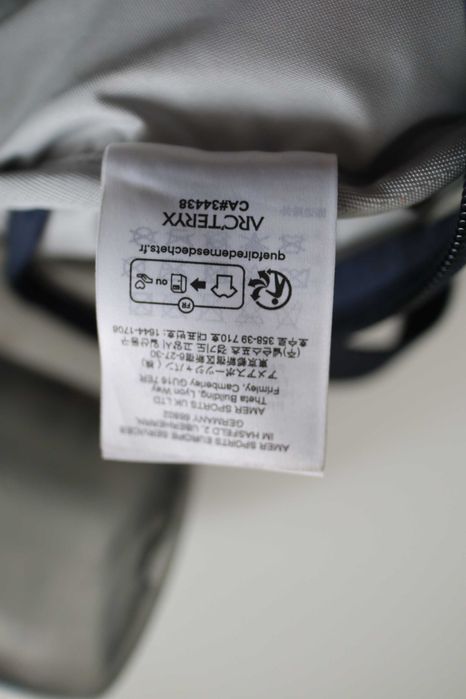 AMER SPORTS EUROPE SERVICES
IM HASFELD, 2, UBERHERRN,
GERMANY 66802
AMER SPORTS UK LTD
Theta Building, Lyon Way
Frimley, Camberley GU16 7ER
アメアスポーツジャパン(株)
東京都新宿区新宿6-27-30
FR
ou
quefairedemesdechets.fr
CA#34438
ARC'TERYX